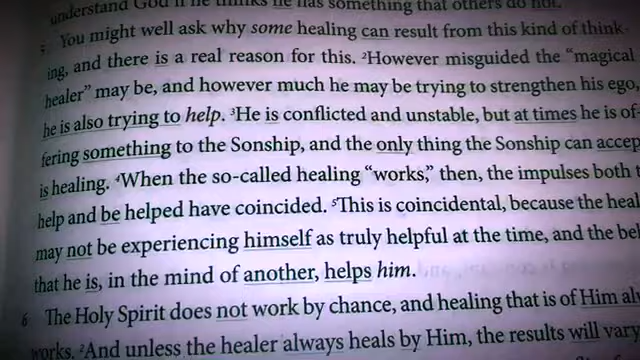 understand God if he thinks he has something that others do not.
5 You might well ask why some healing can result from this kind of think-
ing, and there is a real reason for this. ²However misguided the “magical
healer” may be, and however much he may be trying to strengthen his ego,
he is also trying to help. ³He is conflicted and unstable, but at times he is of-
fering something to the Sonship, and the only thing the Sonship can accep
is healing. ⁴When the so-called healing “works,” then, the impulses both t
help and be helped have coincided. ⁵This is coincidental, because the heal
may not be experiencing himself as truly helpful at the time, and the bel
that he is, in the mind of another, helps him.
6 The Holy Spirit does not work by chance, and healing that is of Him al
works. ²And unless the healer always heals by Him, the results will vary